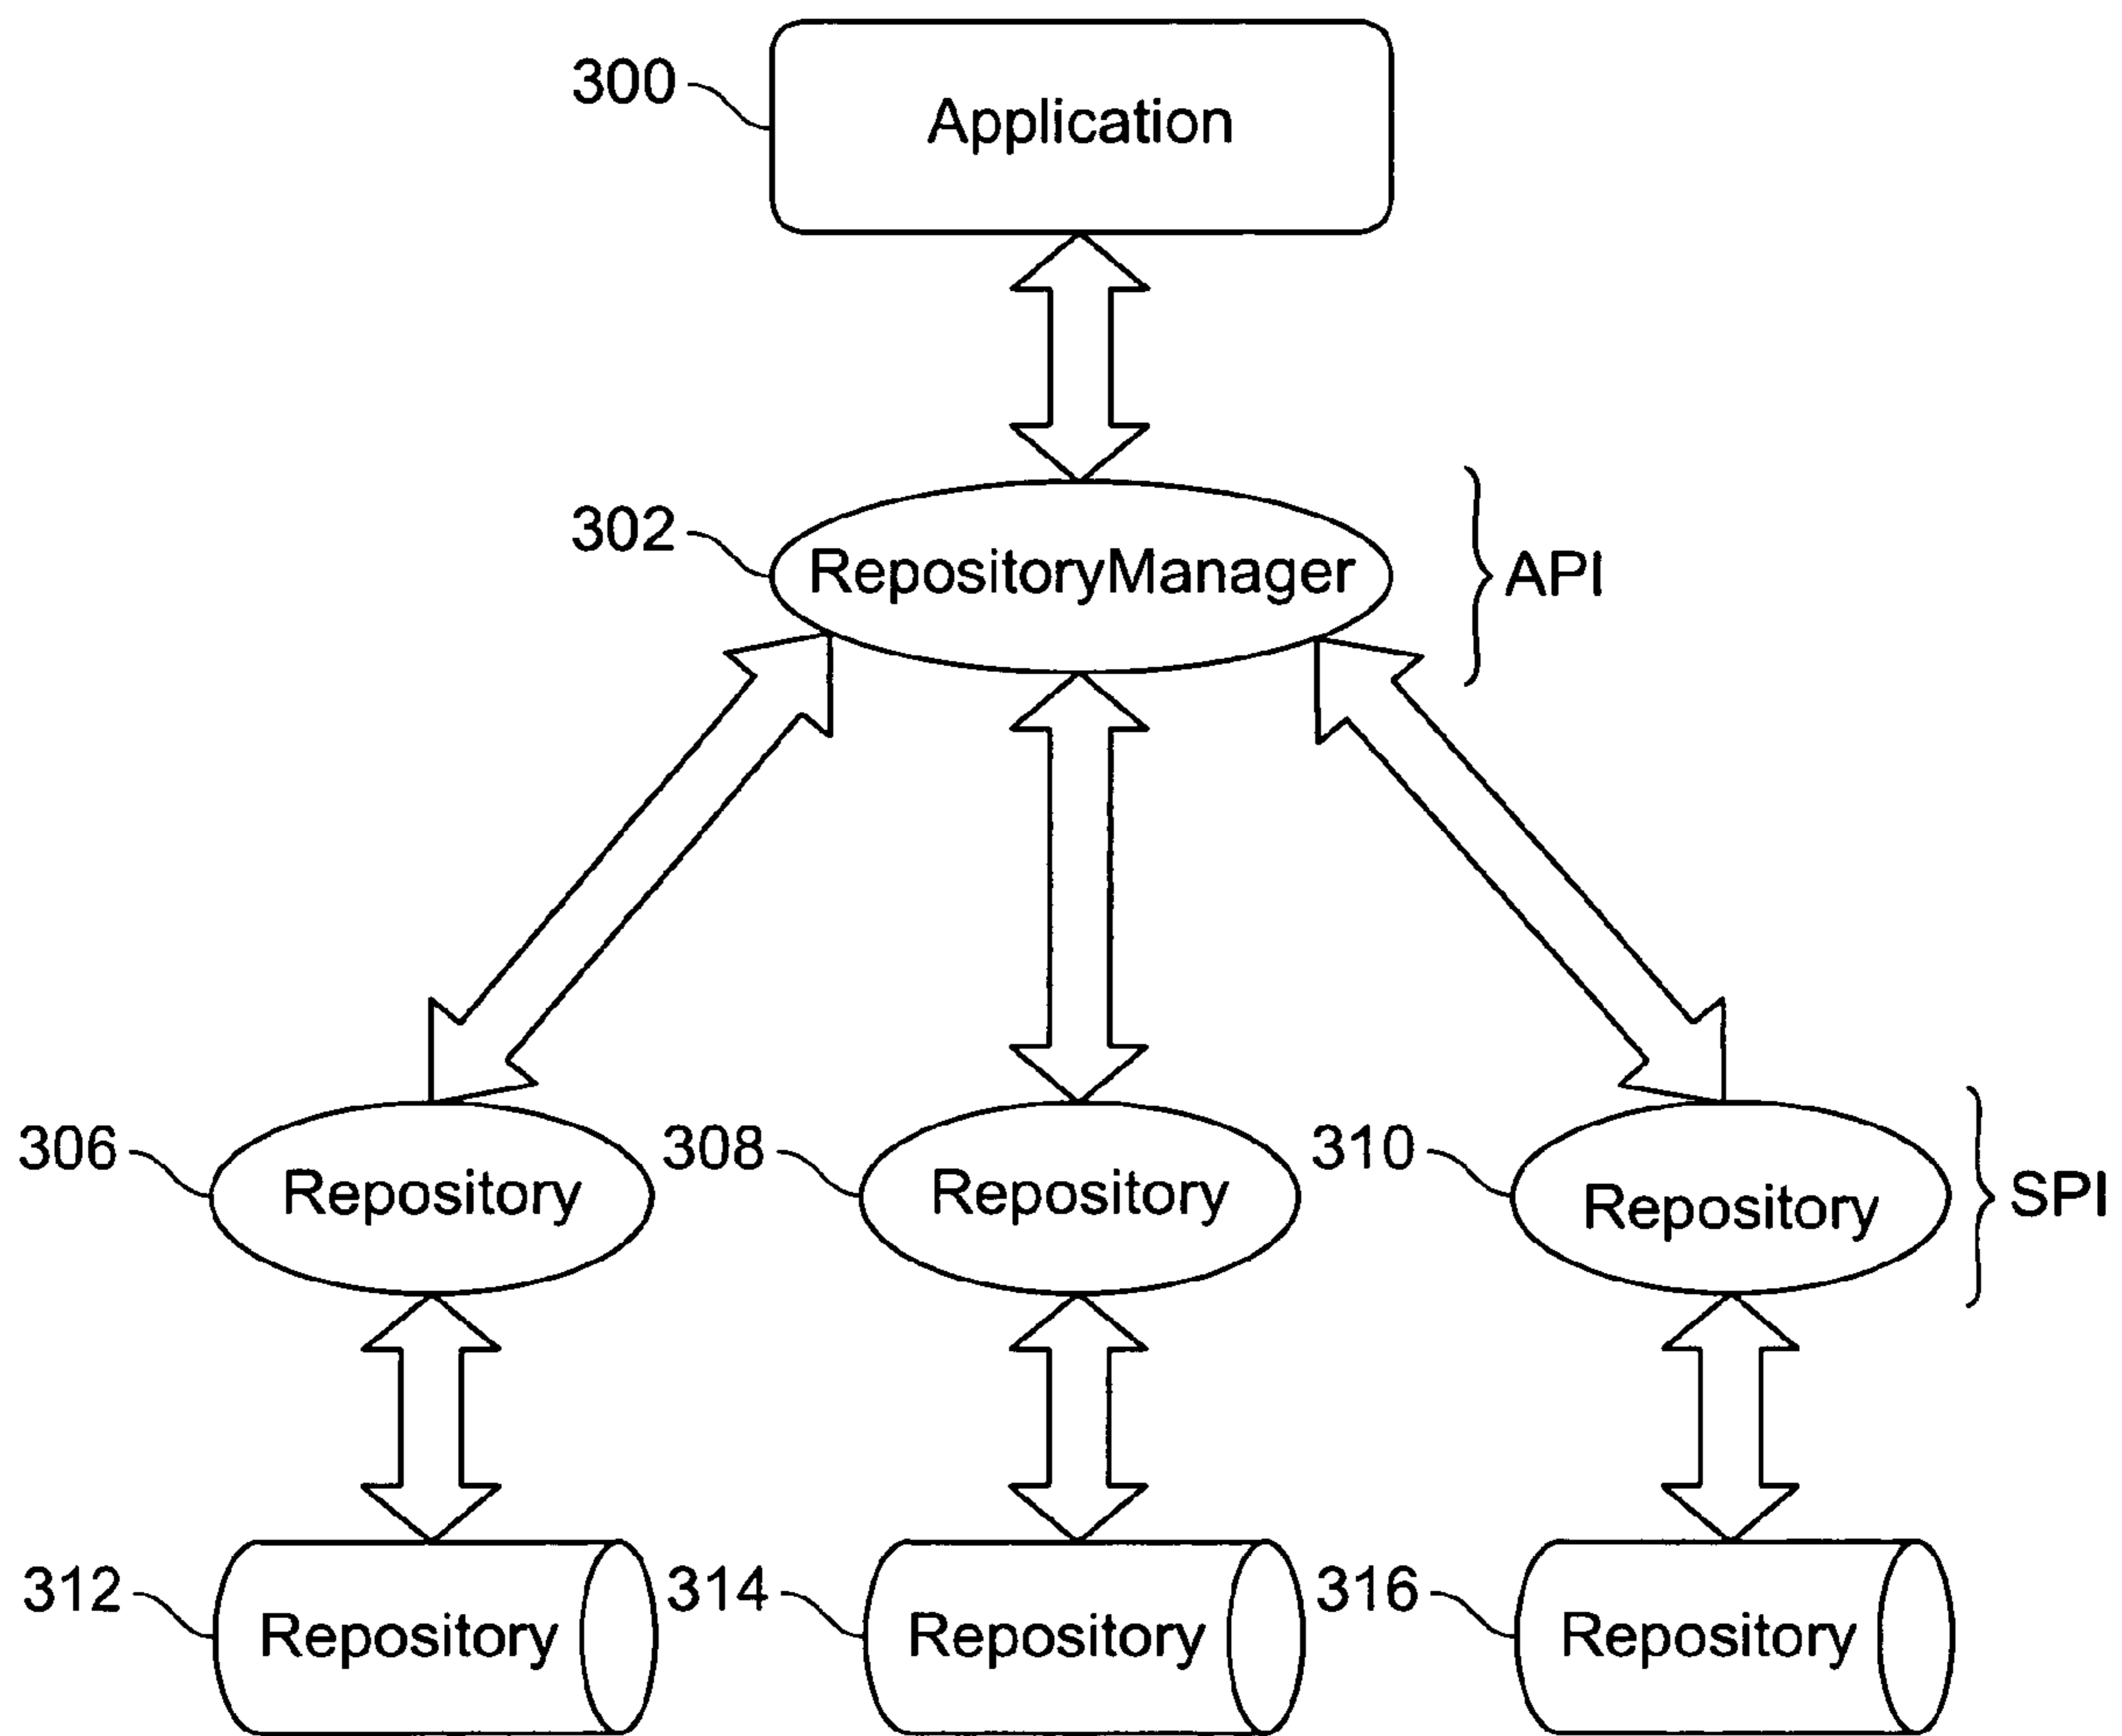 300
Application
302
RepositoryManager
API
306
Repository
308
Repository
310
Repository
SPI
312
Repository
314
Repository
316
Repository